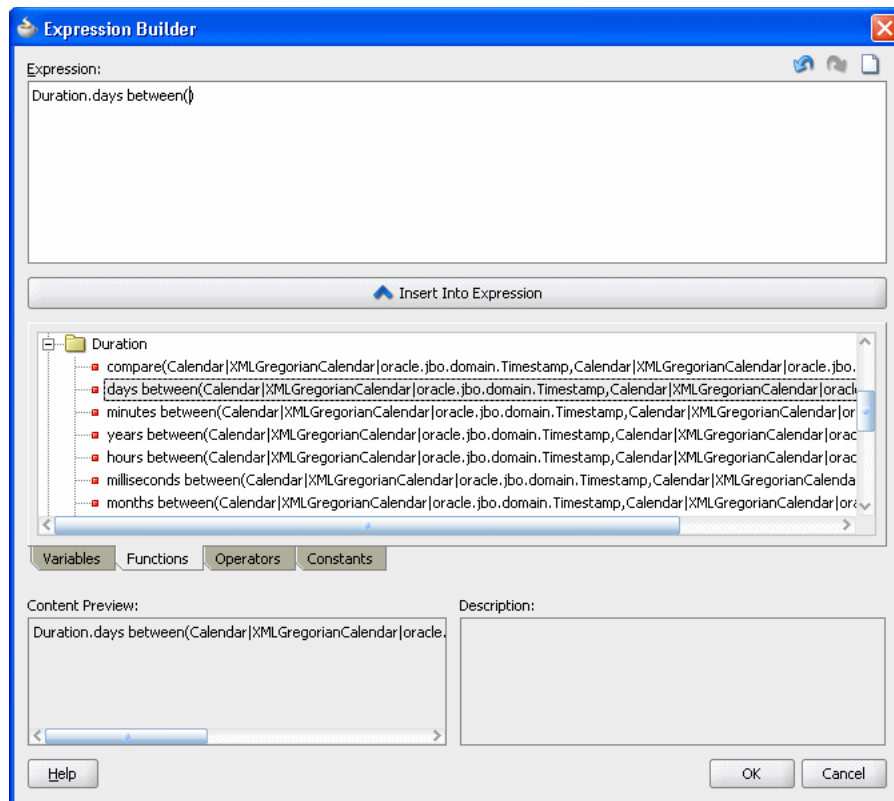 Expression Builder
Expression:
Duration.days between()
Insert Into Expression
Duration
compare(Calendar|XMLGregorianCalendar|oracle.jbo.domain.Timestamp,Calendar|XMLGregorianCalendar|oracle.jbo.
days between(Calendar|XMLGregorianCalendar|oracle.jbo.domain.Timestamp,Calendar|XMLGregorianCalendar|oracl
minutes between(Calendar|XMLGregorianCalendar|oracle.jbo.domain.Timestamp,Calendar|XMLGregorianCalendar|or
years between(Calendar|XMLGregorianCalendar|oracle.jbo.domain.Timestamp,Calendar|XMLGregorianCalendar|orac
hours between(Calendar|XMLGregorianCalendar|oracle.jbo.domain.Timestamp,Calendar|XMLGregorianCalendar|orac
milliseconds between(Calendar|XMLGregorianCalendar|oracle.jbo.domain.Timestamp,Calendar|XMLGregorianCalenda
months between(Calendar|XMLGregorianCalendar|oracle.jbo.domain.Timestamp,Calendar|XMLGregorianCalendar|ora
Variables Functions Operators Constants
Content Preview: Description:
Duration.days between(Calendar|XMLGregorianCalendar|oracle.
Help OK Cancel